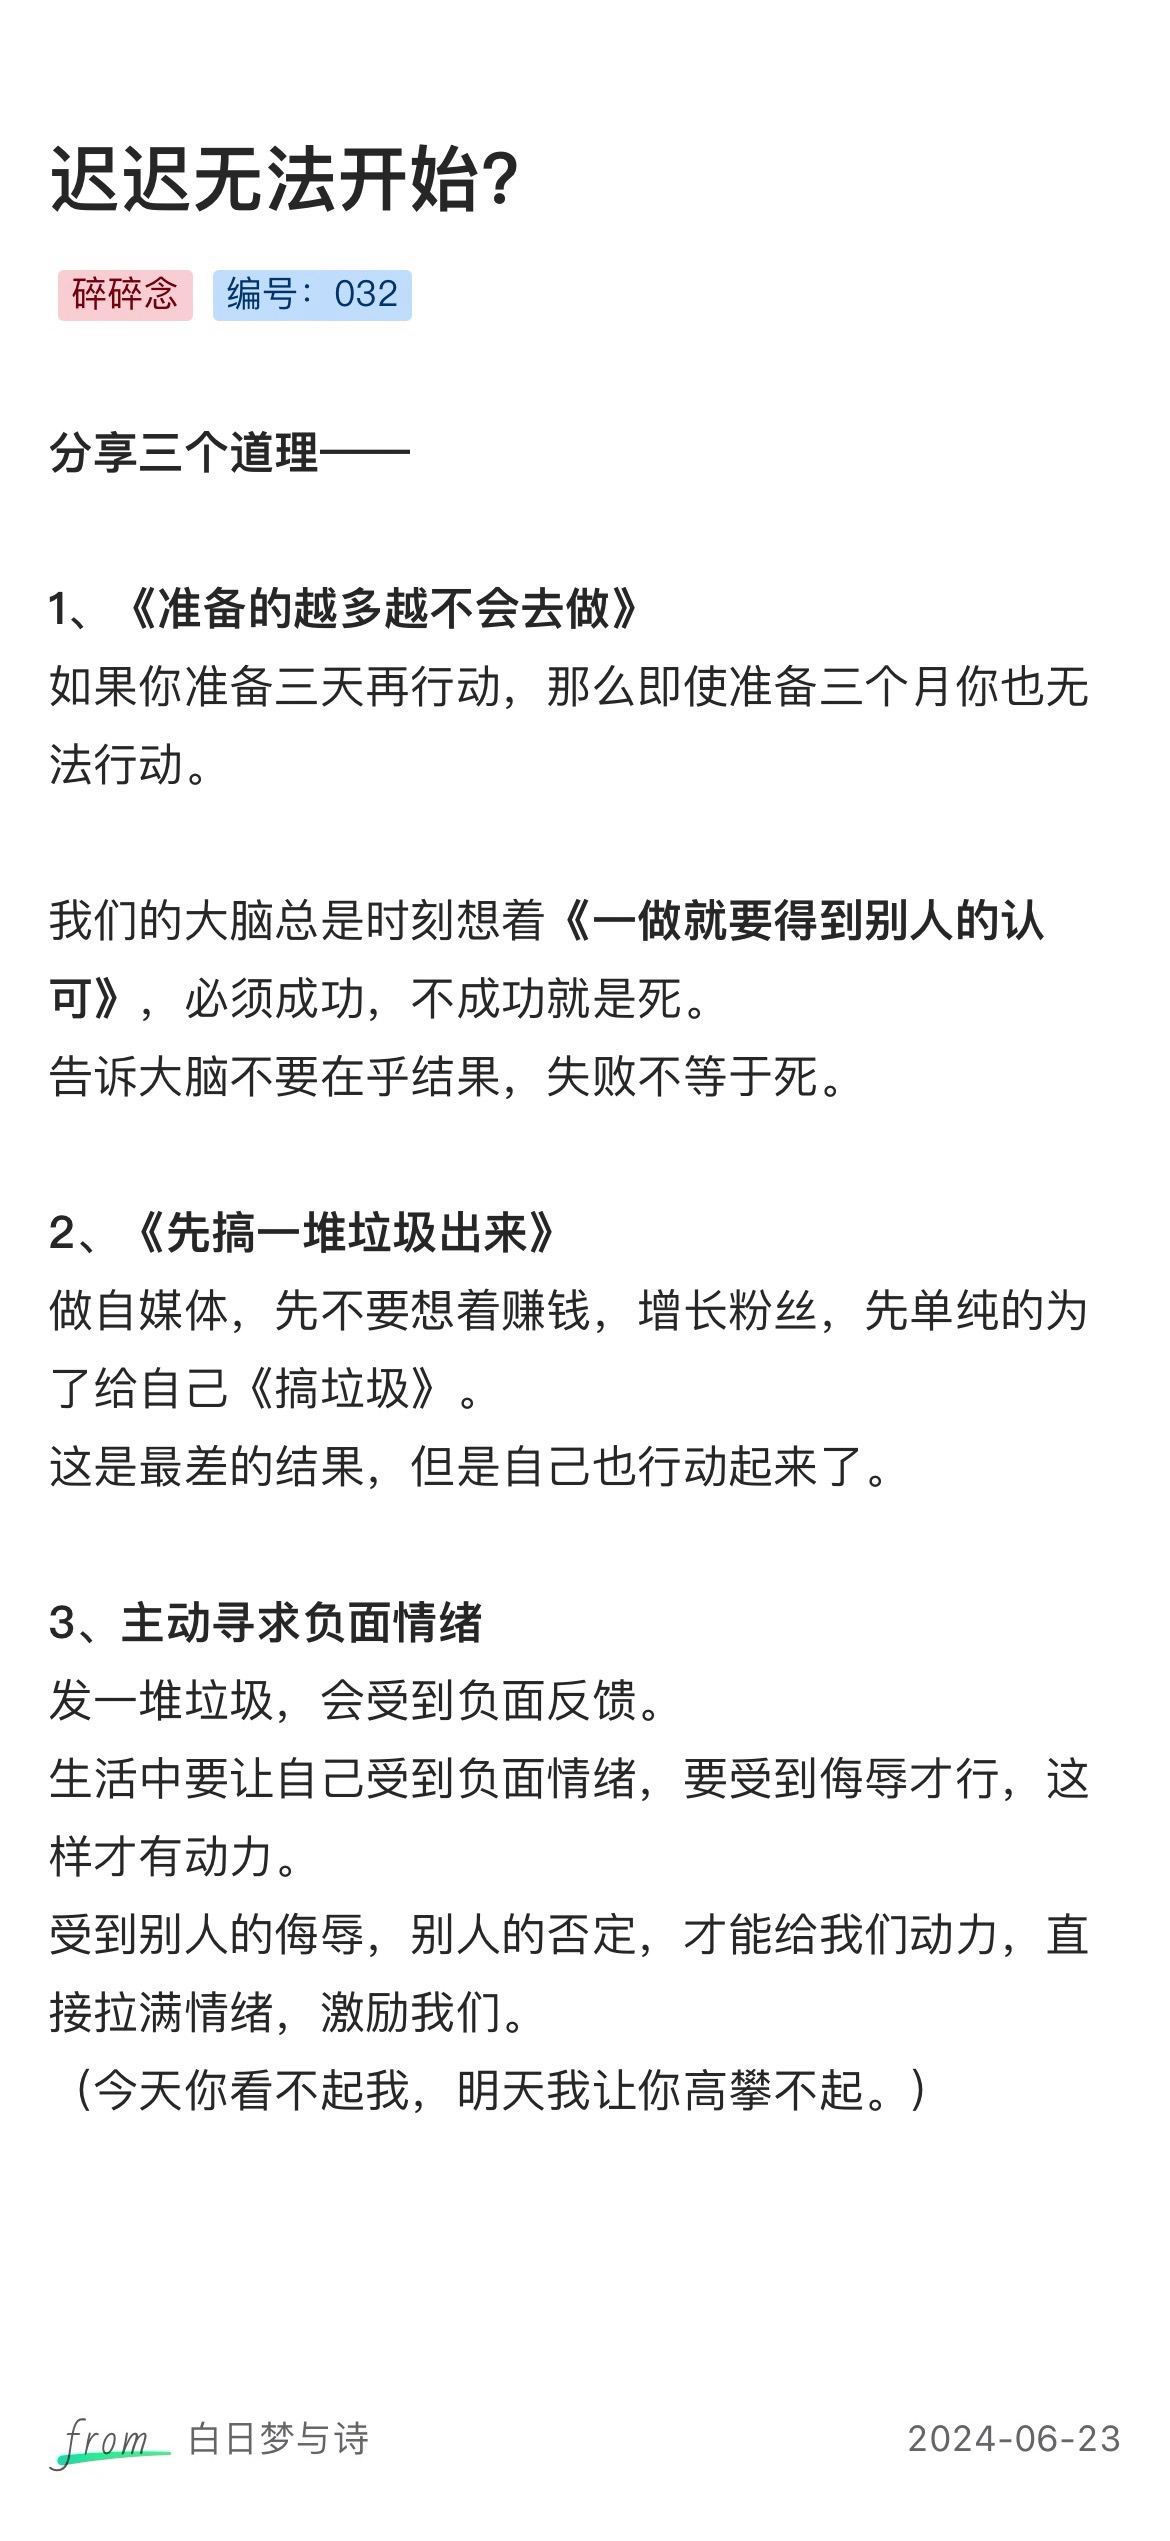 迟迟无法开始?
碎碎念 编号：032
分享三个道理——
1、《准备的越多越不会去做》
如果你准备三天再行动，那么即使准备三个月你也无
法行动。
我们的大脑总是时刻想着《一做就要得到别人的认
可》，必须成功，不成功就是死。
告诉大脑不要在乎结果，失败不等于死。
2、《先搞一堆垃圾出来》
做自媒体，先不要想着赚钱，增长粉丝，先单纯的为
了给自己《搞垃圾》。
这是最差的结果，但是自己也行动起来了。
3、主动寻求负面情绪
发一堆垃圾，会受到负面反馈。
生活中要让自己受到负面情绪，要受到侮辱才行，这
样才有动力。
受到别人的侮辱，别人的否定，才能给我们动力，直
接拉满情绪，激励我们。
（今天你看不起我，明天我让你高攀不起。）
from 白日梦与诗 2024-06-23